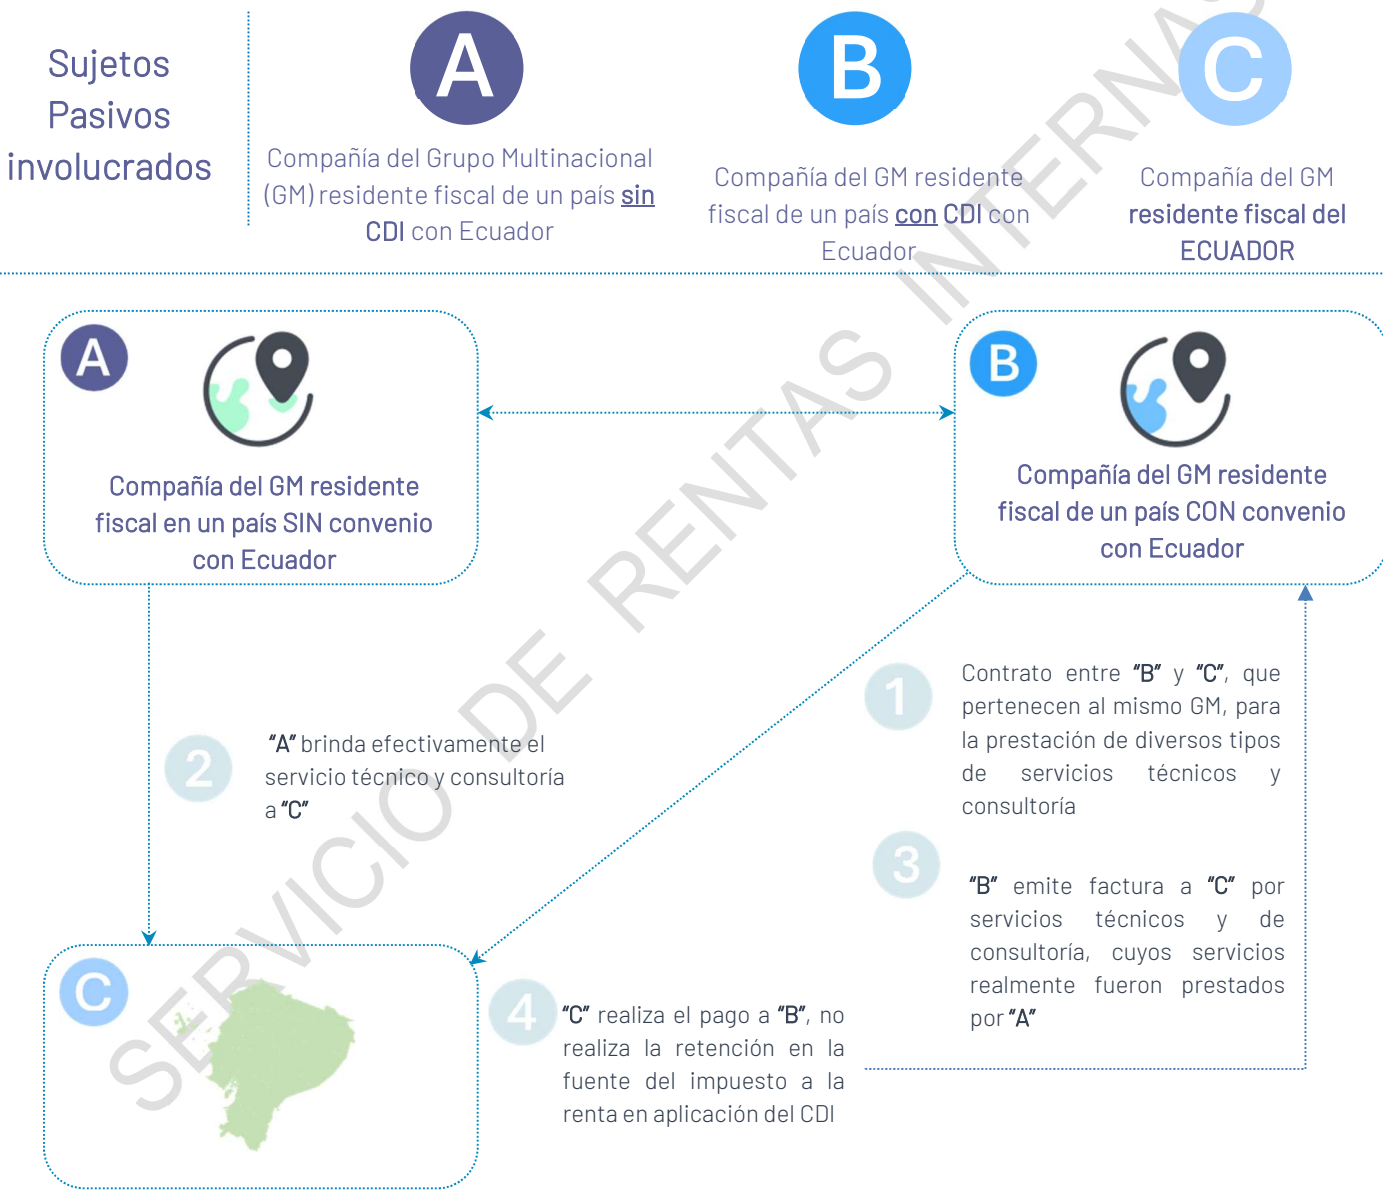 Sujetos
Pasivos
involucrados
A
Compañía del Grupo Multinacional
(GM) residente fiscal de un país sin
CDI con Ecuador
B
Compañía del GM residente
fiscal de un país con CDI con
Ecuador
C
Compañía del GM
residente fiscal del
ECUADOR
A
Compañía del GM residente
fiscal en un país SIN convenio
con Ecuador
B
Compañía del GM residente
fiscal de un país CON convenio
con Ecuador
1
Contrato entre "B" y "C", que
pertenecen al mismo GM, para
la prestación de diversos tipos
de servicios técnicos y
consultoría
2
"A" brinda efectivamente el
servicio técnico y consultoría
a "C"
3
"B" emite factura a "C" por
servicios técnicos y de
consultoría, cuyos servicios
realmente fueron prestados
por "A"
C
4
"C" realiza el pago a "B", no
realiza la retención en la
fuente del impuesto a la
renta en aplicación del CDI
SERVICIO DE RENTAS INTERNAS